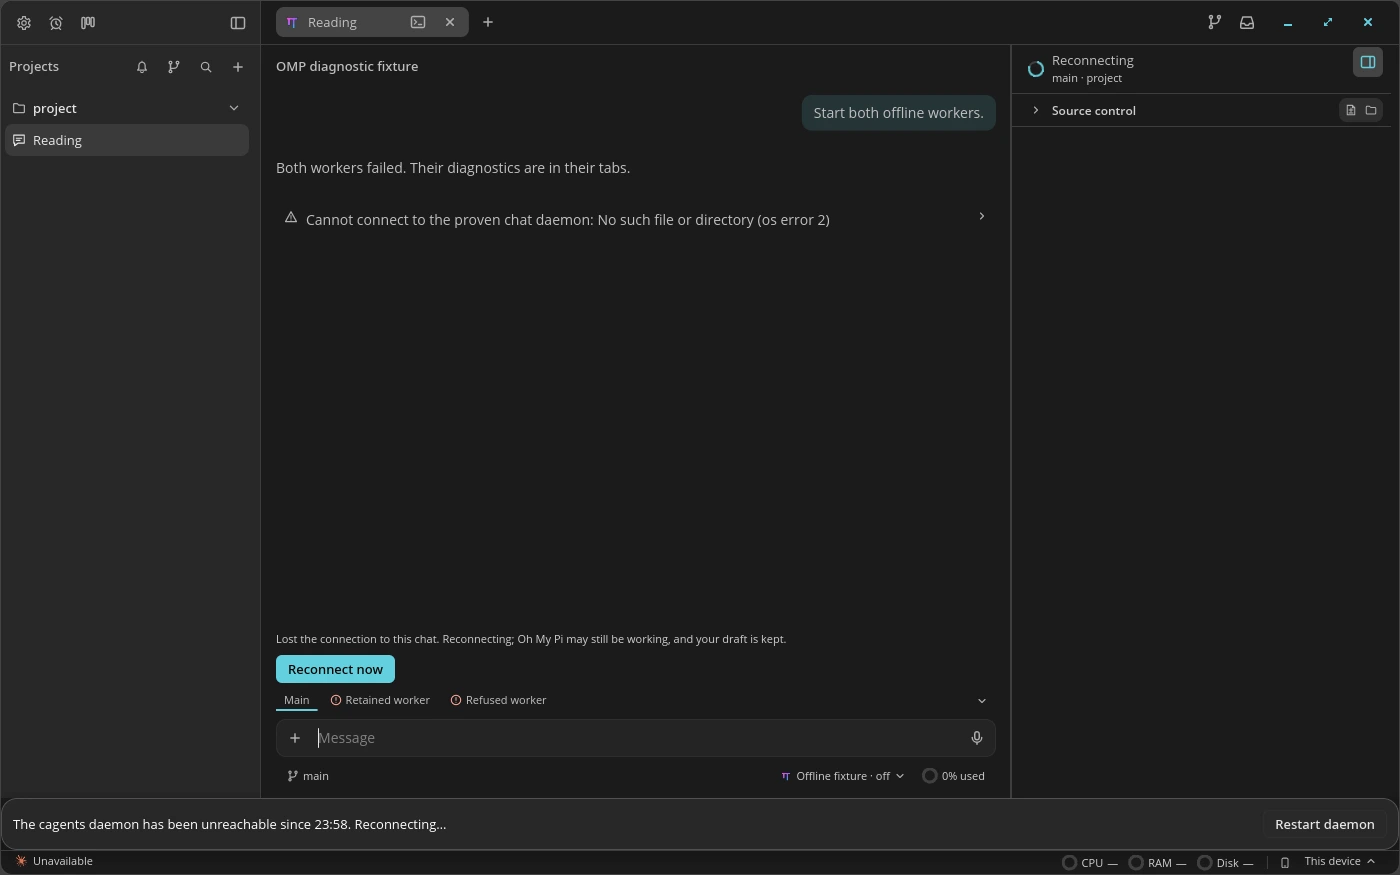 Reading
Projects
project
Reading
OMP diagnostic fixture
Start both offline workers.
Both workers failed. Their diagnostics are in their tabs.
Cannot connect to the proven chat daemon: No such file or directory (os error 2)
Lost the connection to this chat. Reconnecting; Oh My Pi may still be working, and your draft is kept.
Reconnect now
Main
Retained worker
Refused worker
Message
main
Offline fixture · off
0% used
Reconnecting
main · project
Source control
The cagents daemon has been unreachable since 23:58. Reconnecting...
Restart daemon
Unavailable
CPU —
RAM —
Disk —
This device